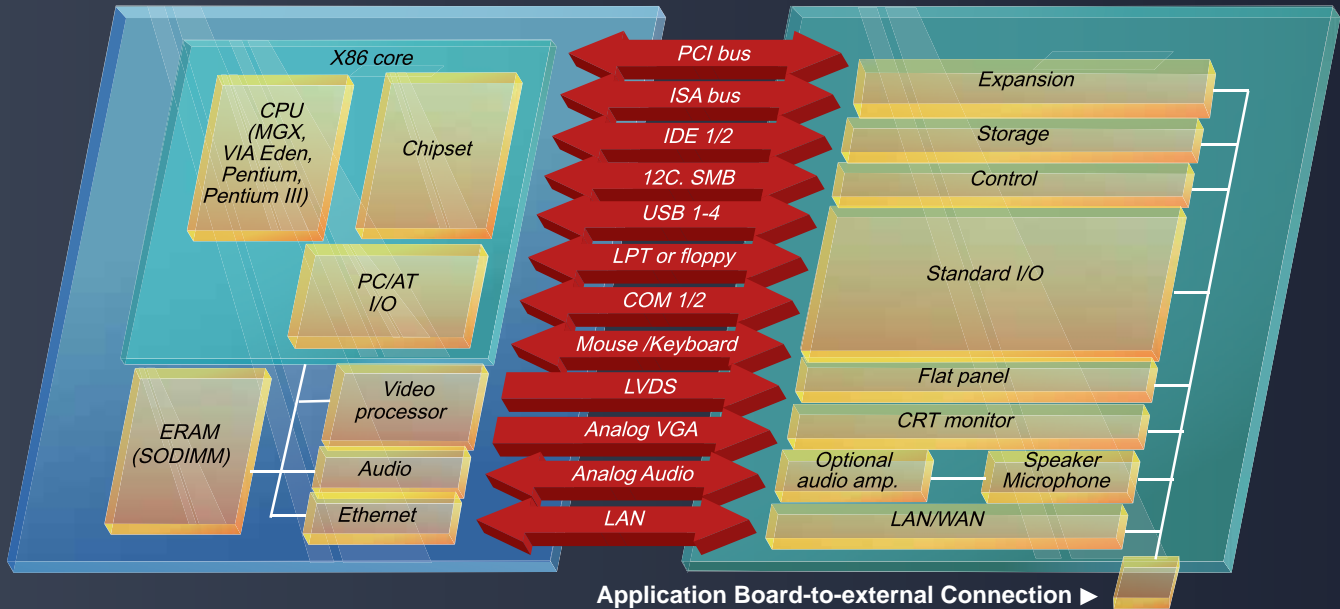 X86 core
CPU
(MGX,
VIA Eden,
Pentium,
Pentium III)
Chipset
PC/AT
I/O
ERAM
(SODIMM)
Video
processor
Audio
Ethernet
PCI bus
ISA bus
IDE 1/2
12C. SMB
USB 1-4
LPT or floppy
COM 1/2
Mouse /Keyboard
LVDS
Analog VGA
Analog Audio
LAN
Expansion
Storage
Control
Standard I/O
Flat panel
CRT monitor
Optional
audio amp.
Speaker
Microphone
LAN/WAN
Application Board-to-external Connection ►